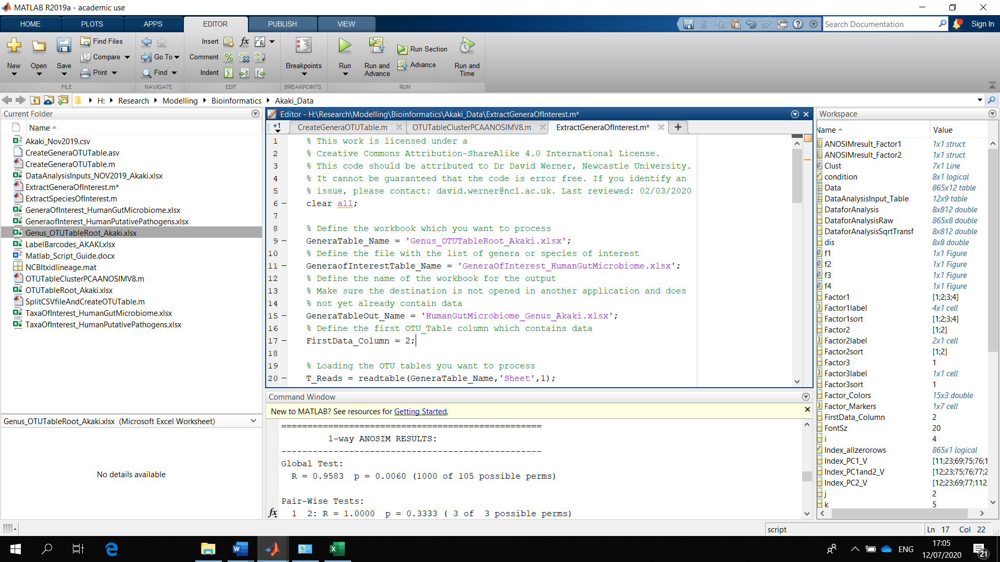 MATLAB R2019a - academic use
HOME PLOTS APPS EDITOR PUBLISH VIEW
Search Documentation
Sign In
New
Open
Save
Find Files
Compare
Print
FILE
Go To
Find
NAVIGATE
Insert
Comment
Indent
EDIT
Breakpoints
BREAKPOINTS
Run
Run and Advance
Run Section
Advance
Run and Time
RUN
H: Research Modelling Bioinformatics Akaki_Data
Current Folder
Name
Akaki_Nov2019.csv
CreateGeneraOTUTable.asv
CreateGeneraOTUTable.m
DataAnalysisInputs_NOV2019_Akaki.xlsx
ExtractGeneraOfInterest.m*
ExtractSpeciesOfInterest.m
GeneraOfInterest_HumanGutMicrobiome.xlsx
GeneraofInterest_HumanPutativePathogens.xlsx
Genus_OTUTableRoot_Akaki.xlsx
LabelBarcodes_AKAKI.xlsx
Matlab_Script_Guide.docx
NCBItxidlineage.mat
OTUTableClusterPCAANOSIMV8.m
OTUTableRoot_Akaki.xlsx
SplitCSVfileAndCreateOTUTable.m
TaxaOfInterest_HumanGutMicrobiome.xlsx
TaxaOfInterest_HumanPutativePathogens.xlsx
Genus_OTUTableRoot_Akaki.xlsx (Microsoft Excel Worksheet)
No details available
Editor - H:\Research\Modelling\Bioinformatics\Akaki_Data\ExtractGeneraOfInterest.m*
+1 CreateGeneraOTUTable.m OTUTableClusterPCAANOSIMV8.m ExtractGeneraOfInterest.m*
1 % This work is licensed under a
2 % Creative Commons Attribution-ShareAlike 4.0 International License.
3 % This code should be attributed to Dr David Werner, Newcastle University.
4 % It cannot be guaranteed that the code is error free. If you identify an
5 % issue, please contact: david.werner@ncl.ac.uk. Last reviewed: 02/03/2020
6 – clear all;
7
8 % Define the workbook which you want to process
9 – GeneraTable_Name = 'Genus_OTUTableRoot_Akaki.xlsx';
10 % Define the file with the list of genera or species of interest
11 – GeneraofInterestTable_Name = 'GeneraOfInterest_HumanGutMicrobiome.xlsx';
12 % Define the name of the workbook for the output
13 % Make sure the destination is not opened in another application and does
14 % not yet already contain data
15 – GeneraTableOut_Name = 'HumanGutMicrobiome_Genus_Akaki.xlsx';
16 % Define the first OTU_Table column which contains data
17 – FirstData_Column = 2;
18
19 % Loading the OTU tables you want to process
20 – T_Reads = readtable(GeneraTable_Name,'Sheet',1);
Command Window
New to MATLAB? See resources for Getting Started.
==================================================
1-way ANOSIM RESULTS:
--------------------------------------------------
Global Test:
R = 0.9583 p = 0.0060 (1000 of 105 possible perms)
Pair-Wise Tests:
fx 1 2: R = 1.0000 p = 0.3333 ( 3 of 3 possible perms)
Workspace
Name Value
ANOSIMresult_Factor1 1x1 struct
ANOSIMresult_Factor2 1x1 struct
Clust 7x1 Line
condition 8x1 logical
Data 865x12 table
DataAnalysisInput_Table 12x9 table
DataforAnalysis 8x812 double
DataforAnalysisRaw 865x8 double
DataforAnalysisSqrtTransf 8x812 double
dis 8x8 double
f1 1x1 Figure
f2 1x1 Figure
f3 1x1 Figure
f4 1x1 Figure
Factor1 [1;2;3;4]
Factor1label 4x1 cell
Factor1sort [1;2;3;4]
Factor2 [1;2]
Factor2label 2x1 cell
Factor2sort [1;2]
Factor3 1
Factor3label 1x1 cell
Factor3sort 1
Factor_Colors 15x3 double
Factor_Markers 1x7 cell
FirstData_Column 2
FontSz 20
i 4
Index_allzerorows 865x1 logical
Index_PC1_V [11;23;69;75;76;1
Index_PC1and2_V [12;23;75;76;77;2
Index_PC2_V [12;23;69;77;112;
j 2
k 5
script
Ln 17 Col 22
ENG
17:05
12/07/2020
21